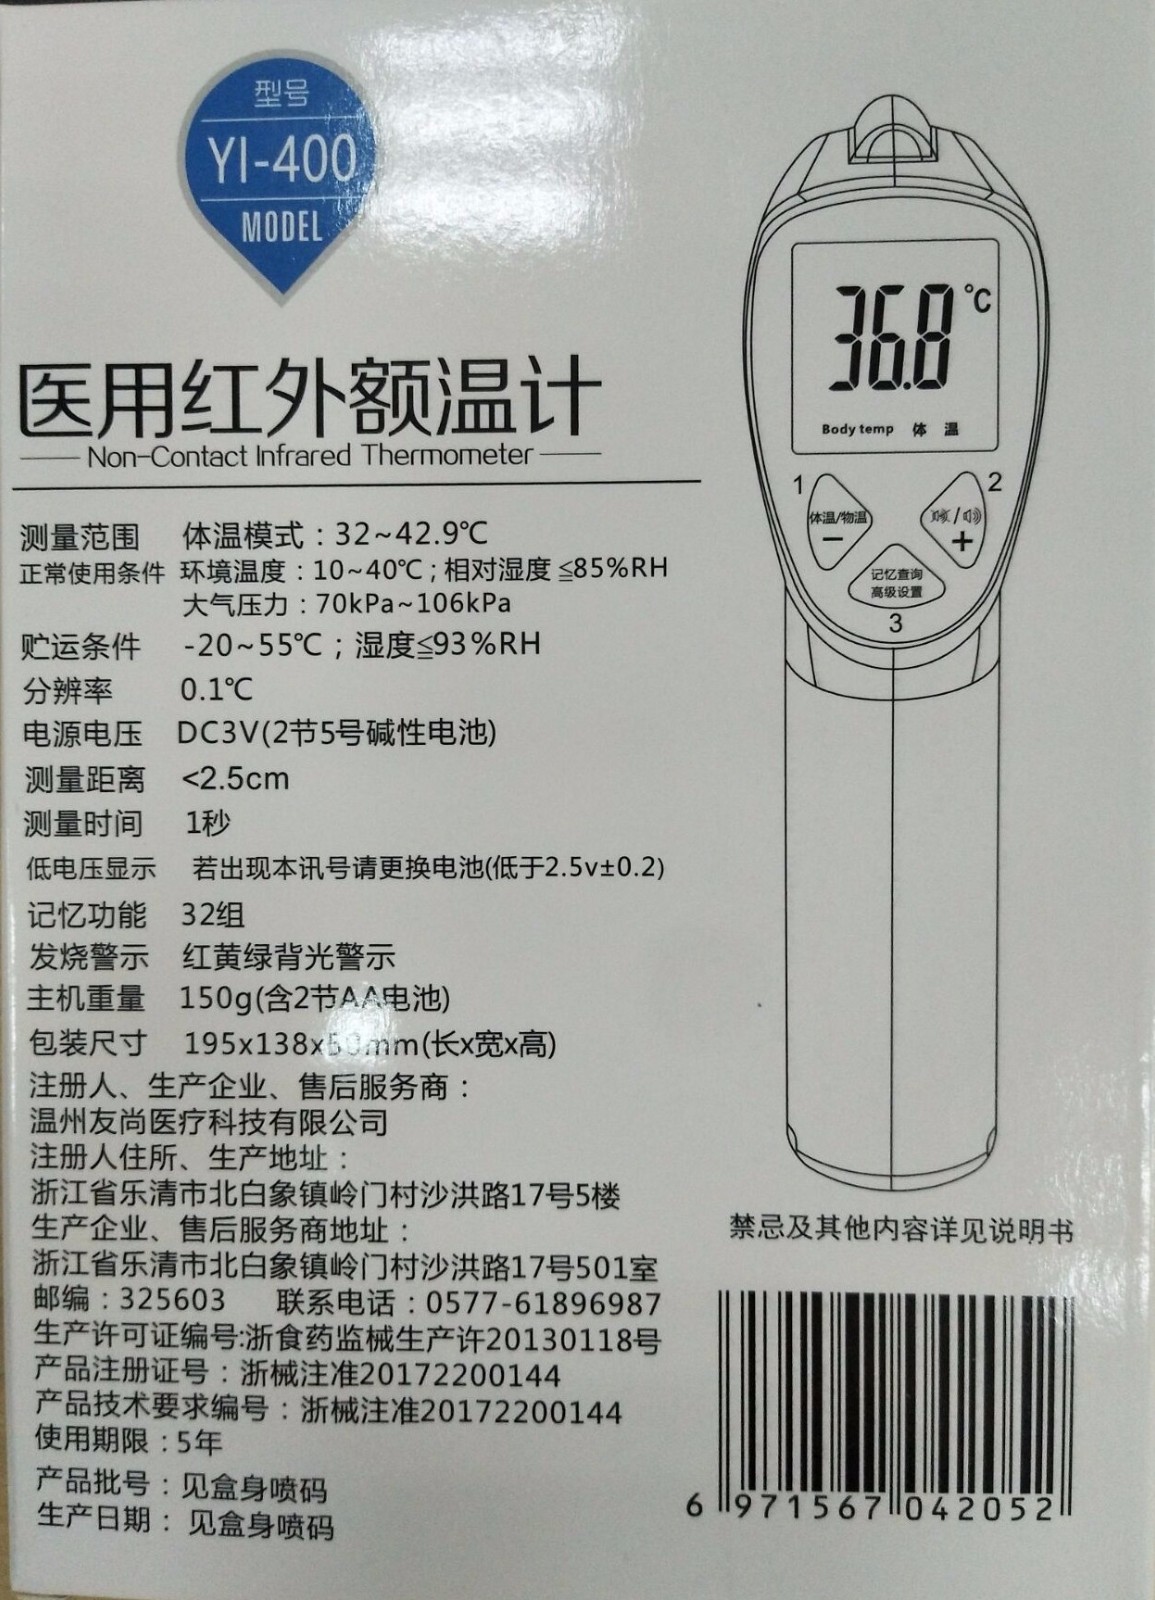 型号
YI-400
MODEL
医用红外额温计
Non-Contact Infrared Thermometer
测量范围 体温模式：32~42.9℃
正常使用条件 环境温度：10~40℃；相对湿度 ≦85%RH
大气压力：70kPa~106kPa
贮运条件 -20~55℃；湿度≦93%RH
分辨率 0.1℃
电源电压 DC3V(2节5号碱性电池)
测量距离 <2.5cm
测量时间 1秒
低电压显示 若出现本讯号请更换电池(低于2.5v±0.2)
记忆功能 32组
发烧警示 红黄绿背光警示
主机重量 150g(含2节AA电池)
包装尺寸 195x138x50mm(长x宽x高)
注册人、生产企业、售后服务商：
温州友尚医疗科技有限公司
注册人住所、生产地址：
浙江省乐清市北白象镇岭门村沙洪路17号5楼
生产企业、售后服务商地址：
浙江省乐清市北白象镇岭门村沙洪路17号501室
邮编：325603 联系电话：0577-61896987
生产许可证编号:浙食药监械生产许20130118号
产品注册证号：浙械注准20172200144
产品技术要求编号：浙械注准20172200144
使用期限：5年
产品批号：见盒身喷码
生产日期：见盒身喷码
36.8 ℃
Body temp 体 温
1
体温/物温
−
2
/
+
记忆查询
高级设置
3
禁忌及其他内容详见说明书
6 971567 042052